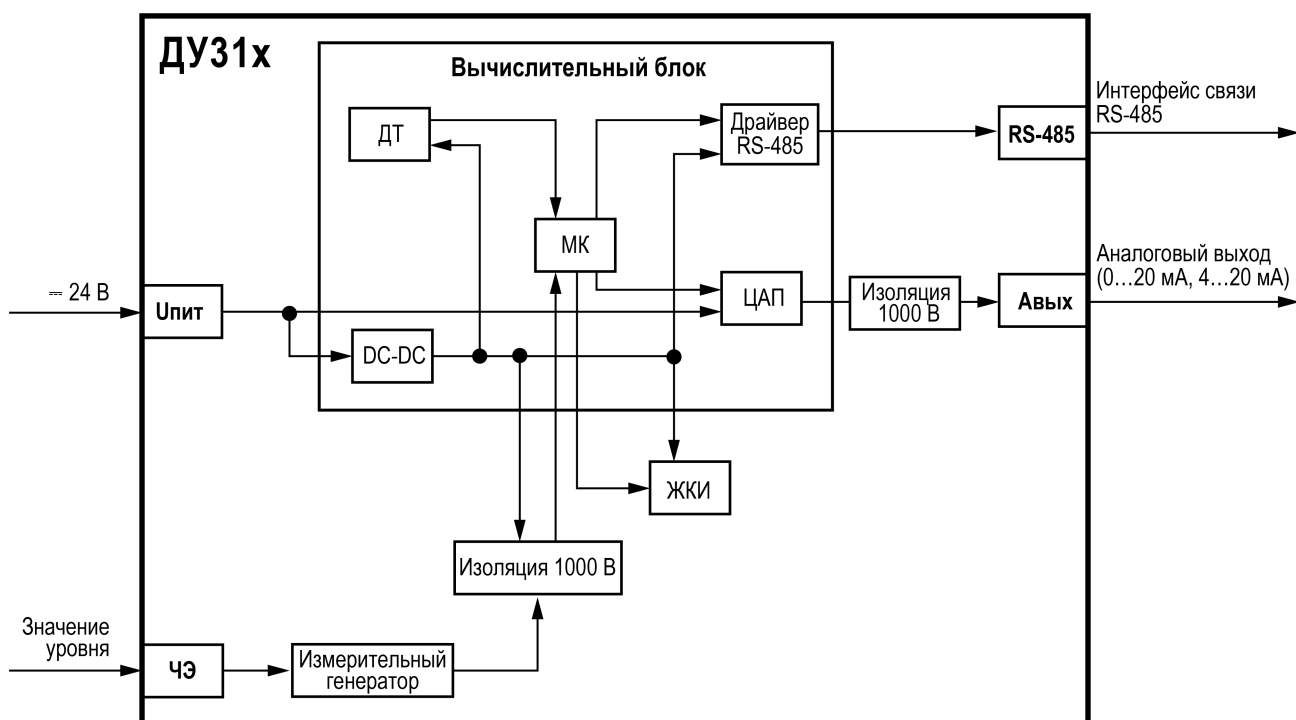 ДУ31х
Вычислительный блок
ДТ
Драйвер
RS-485
RS-485
Интерфейс связи
RS-485
МК
⎓ 24 В
Uпит
ЦАП
Изоляция
1000 В
Авых
Аналоговый выход
(0…20 мА, 4…20 мА)
DC-DC
ЖКИ
Изоляция 1000 В
Значение
уровня
ЧЭ
Измерительный
генератор